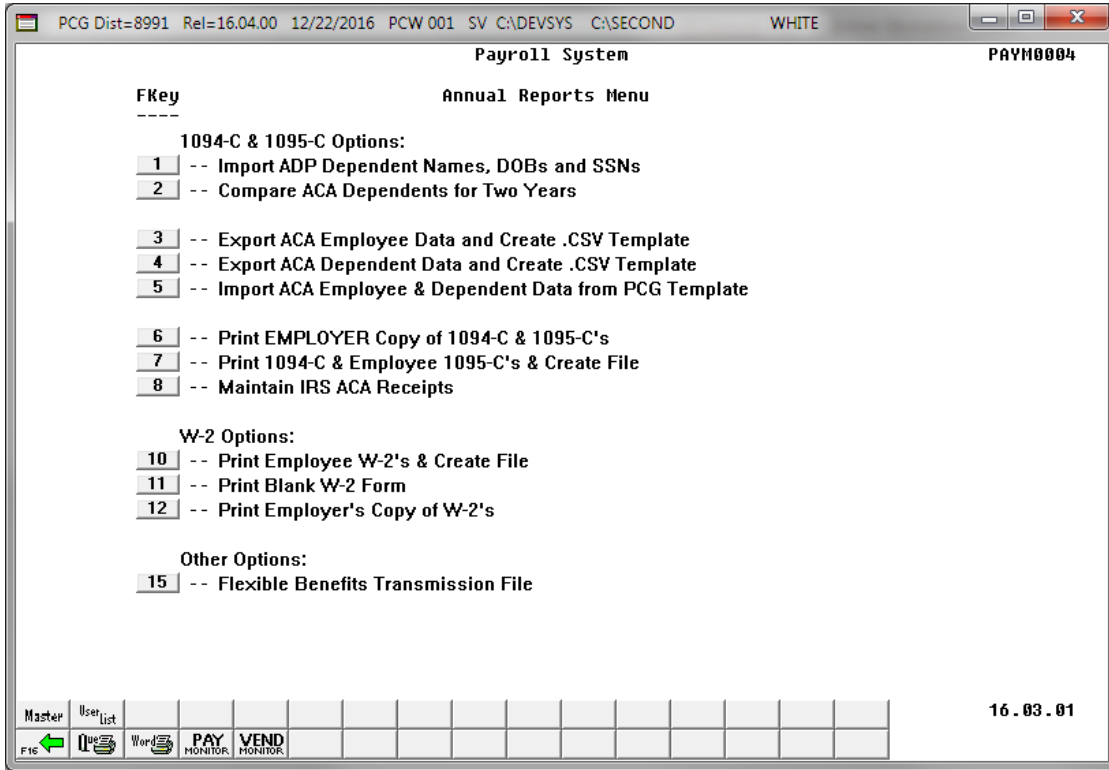 PCG Dist=8991 Rel=16.04.00 12/22/2016 PCW 001 SV C:\DEVSYS C:\SECOND WHITE
Payroll System PAYM0004
FKey Annual Reports Menu
----
1094-C & 1095-C Options:
1 -- Import ADP Dependent Names, DOBs and SSNs
2 -- Compare ACA Dependents for Two Years
3 -- Export ACA Employee Data and Create .CSV Template
4 -- Export ACA Dependent Data and Create .CSV Template
5 -- Import ACA Employee & Dependent Data from PCG Template
6 -- Print EMPLOYER Copy of 1094-C & 1095-C's
7 -- Print 1094-C & Employee 1095-C's & Create File
8 -- Maintain IRS ACA Receipts
W-2 Options:
10 -- Print Employee W-2's & Create File
11 -- Print Blank W-2 Form
12 -- Print Employer's Copy of W-2's
Other Options:
15 -- Flexible Benefits Transmission File
Master User List 16.03.01
F16 Que Word PAY MONITOR VEND MONITOR